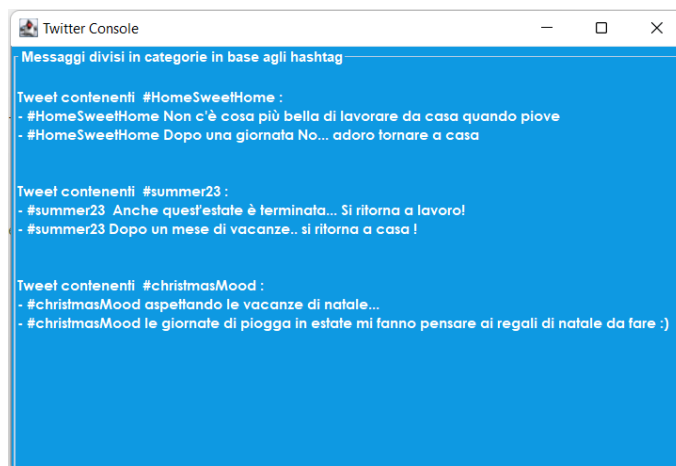 Twitter Console
Messaggi divisi in categorie in base agli hashtag
Tweet contenenti #HomeSweetHome :
- #HomeSweetHome Non c'è cosa più bella di lavorare da casa quando piove
- #HomeSweetHome Dopo una giornata No... adoro tornare a casa
Tweet contenenti #summer23 :
- #summer23 Anche quest'estate è terminata... Si ritorna a lavoro!
- #summer23 Dopo un mese di vacanze.. si ritorna a casa !
Tweet contenenti #christmasMood :
- #christmasMood aspettando le vacanze di natale...
- #christmasMood le giornate di piogga in estate mi fanno pensare ai regali di natale da fare :)